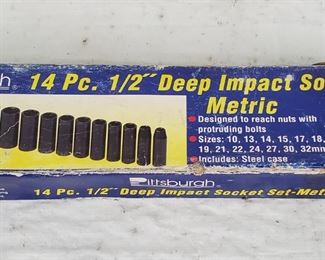 h 14 Pc. 1/2" Deep Impact So
Metric
• Designed to reach nuts with
protruding bolts
• Sizes: 10, 13, 14, 15, 17, 18,
19, 21, 22, 24, 27, 30, 32mm
• Includes: Steel case
Pittsburgh
14 Pc. 1/2" Deep Impact Socket Set-Met